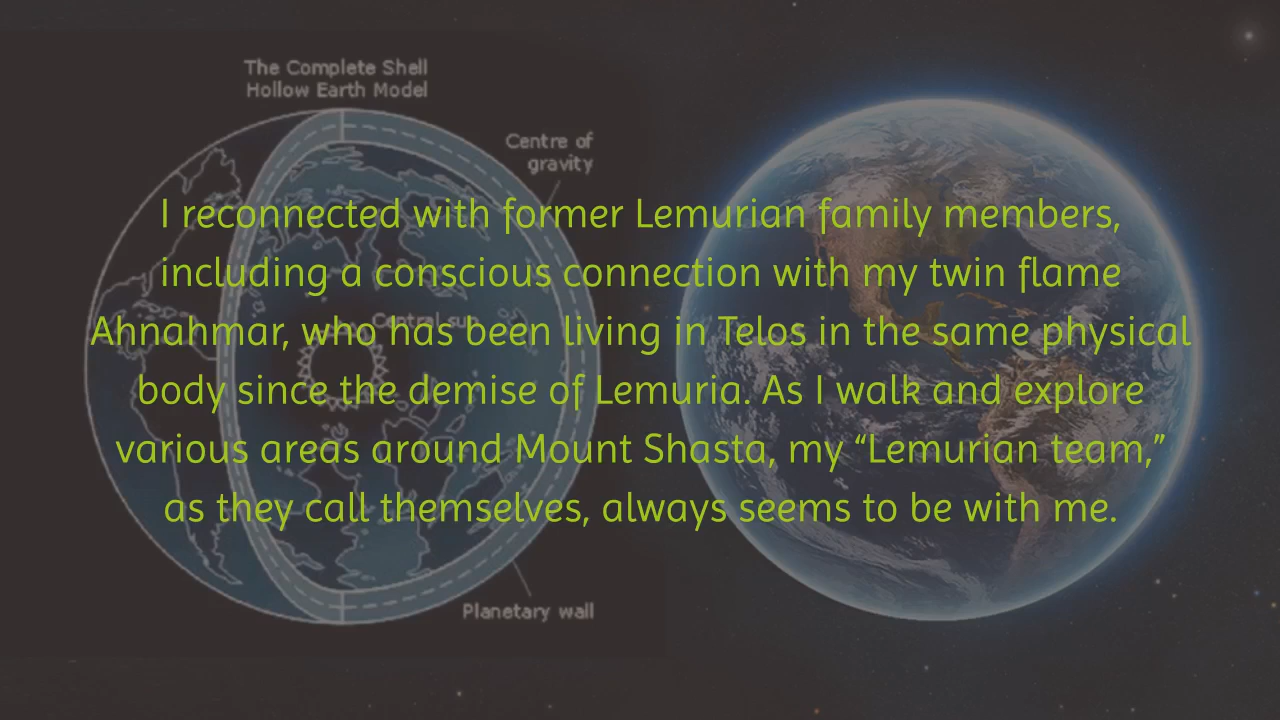 The Complete Shell
Hollow Earth Model
Centre of
gravity
I reconnected with former Lemurian family members,
including a conscious connection with my twin flame
Central sun
Ahnahmar, who has been living in Telos in the same physical
body since the demise of Lemuria. As I walk and explore
various areas around Mount Shasta, my “Lemurian team,”
as they call themselves, always seems to be with me.
Planetary wall